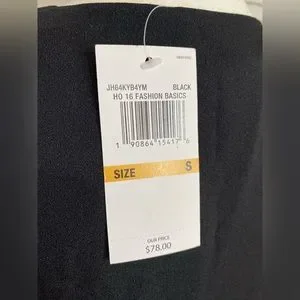 JH64KYB4YM BLACK
HO 16 FASHION BASICS
1 90864 15417 6
SIZE S
OUR PRICE
$78.00